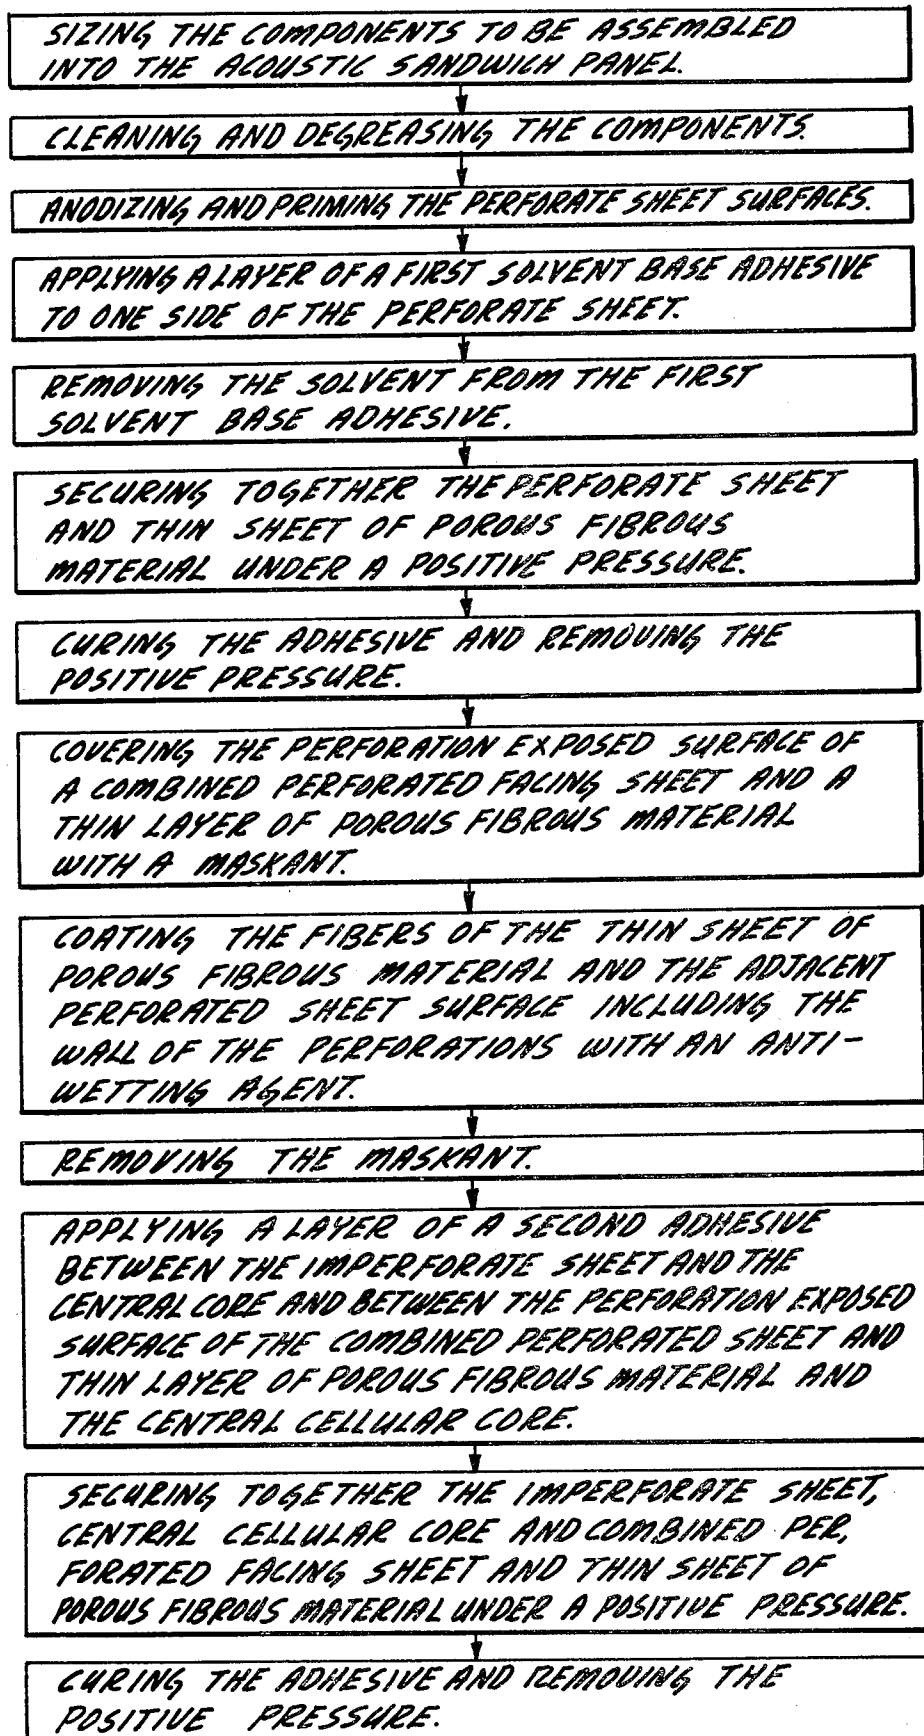 SIZING THE COMPONENTS TO BE ASSEMBLED
INTO THE ACOUSTIC SANDWICH PANEL.
CLEANING AND DEGREASING THE COMPONENTS.
ANODIZING AND PRIMING THE PERFORATE SHEET SURFACES.
APPLYING A LAYER OF A FIRST SOLVENT BASE ADHESIVE
TO ONE SIDE OF THE PERFORATE SHEET.
REMOVING THE SOLVENT FROM THE FIRST
SOLVENT BASE ADHESIVE.
SECURING TOGETHER THE PERFORATE SHEET
AND THIN SHEET OF POROUS FIBROUS
MATERIAL UNDER A POSITIVE PRESSURE.
CURING THE ADHESIVE AND REMOVING THE
POSITIVE PRESSURE.
COVERING THE PERFORATION EXPOSED SURFACE OF
A COMBINED PERFORATED FACING SHEET AND A
THIN LAYER OF POROUS FIBROUS MATERIAL
WITH A MASKANT.
COATING THE FIBERS OF THE THIN SHEET OF
POROUS FIBROUS MATERIAL AND THE ADJACENT
PERFORATED SHEET SURFACE INCLUDING THE
WALL OF THE PERFORATIONS WITH AN ANTI-
WETTING AGENT.
REMOVING THE MASKANT.
APPLYING A LAYER OF A SECOND ADHESIVE
BETWEEN THE IMPERFORATE SHEET AND THE
CENTRAL CORE AND BETWEEN THE PERFORATION EXPOSED
SURFACE OF THE COMBINED PERFORATED SHEET AND
THIN LAYER OF POROUS FIBROUS MATERIAL AND
THE CENTRAL CELLULAR CORE.
SECURING TOGETHER THE IMPERFORATE SHEET,
CENTRAL CELLULAR CORE AND COMBINED PER,
FORATED FACING SHEET AND THIN SHEET OF
POROUS FIBROUS MATERIAL UNDER A POSITIVE PRESSURE.
CURING THE ADHESIVE AND REMOVING THE
POSITIVE PRESSURE.